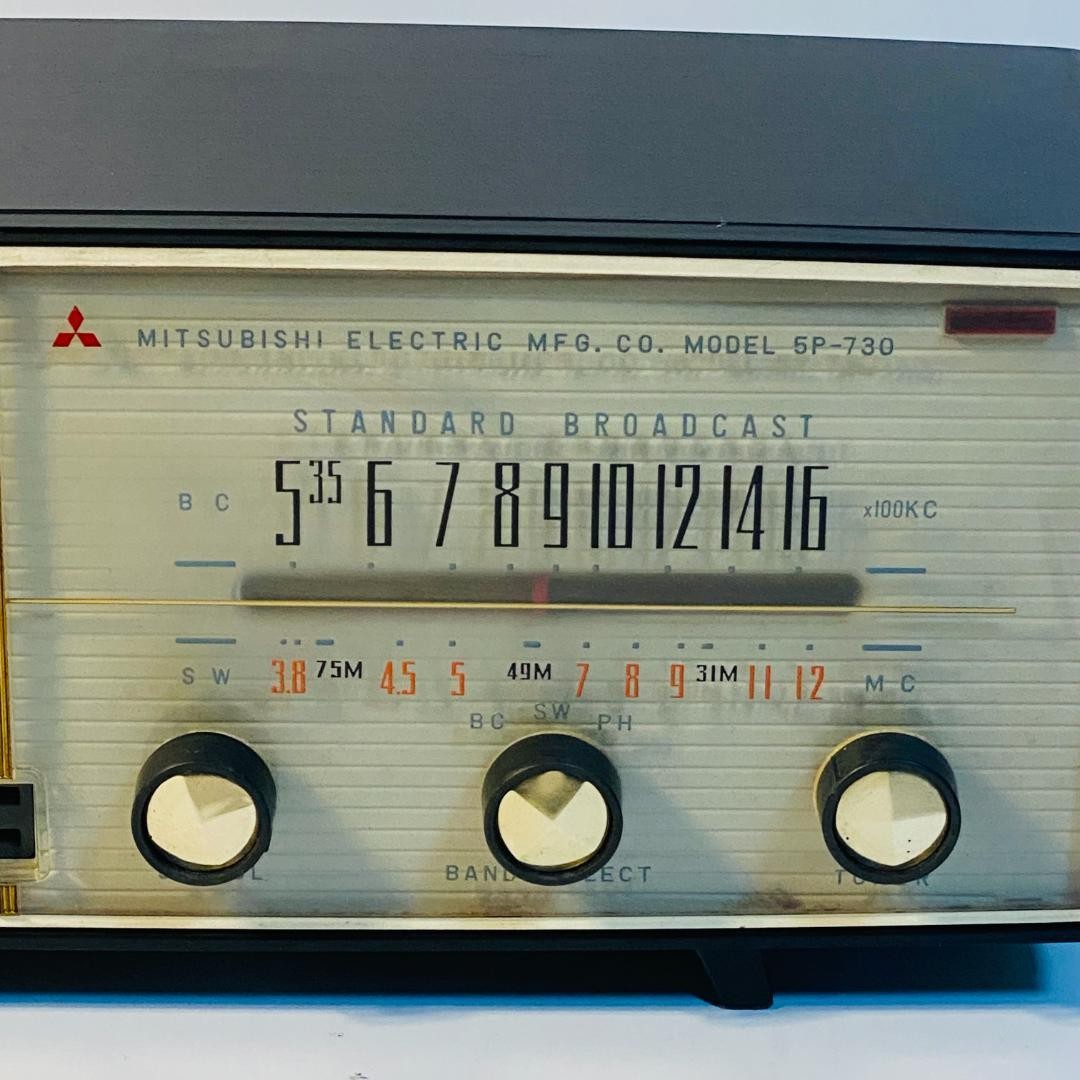 MITSUBISHI ELECTRIC MFG. CO. MODEL 5P-730
STANDARD BROADCAST
BC 535 6 7 8 9 10 12 14 16 x100KC
SW 3.8 75M 4.5 5 49M 7 8 9 31M 11 12 MC
BC SW PH
BAND